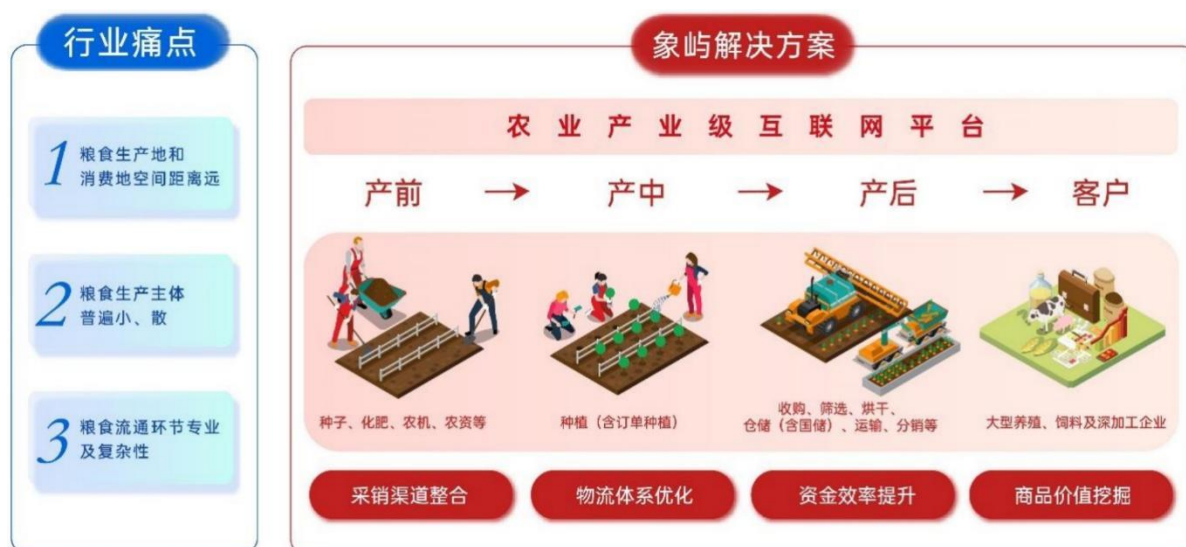 行业痛点
1 粮食生产地和
消费地空间距离远
2 粮食生产主体
普遍小、散
3 粮食流通环节专业
及复杂性
象屿解决方案
农业产业级互联网平台
产前 → 产中 → 产后 → 客户
种子、化肥、农机、农资等
种植（含订单种植）
收购、筛选、烘干、
仓储（含国储）、运输、分销等
大型养殖、饲料及深加工企业
采销渠道整合
物流体系优化
资金效率提升
商品价值挖掘